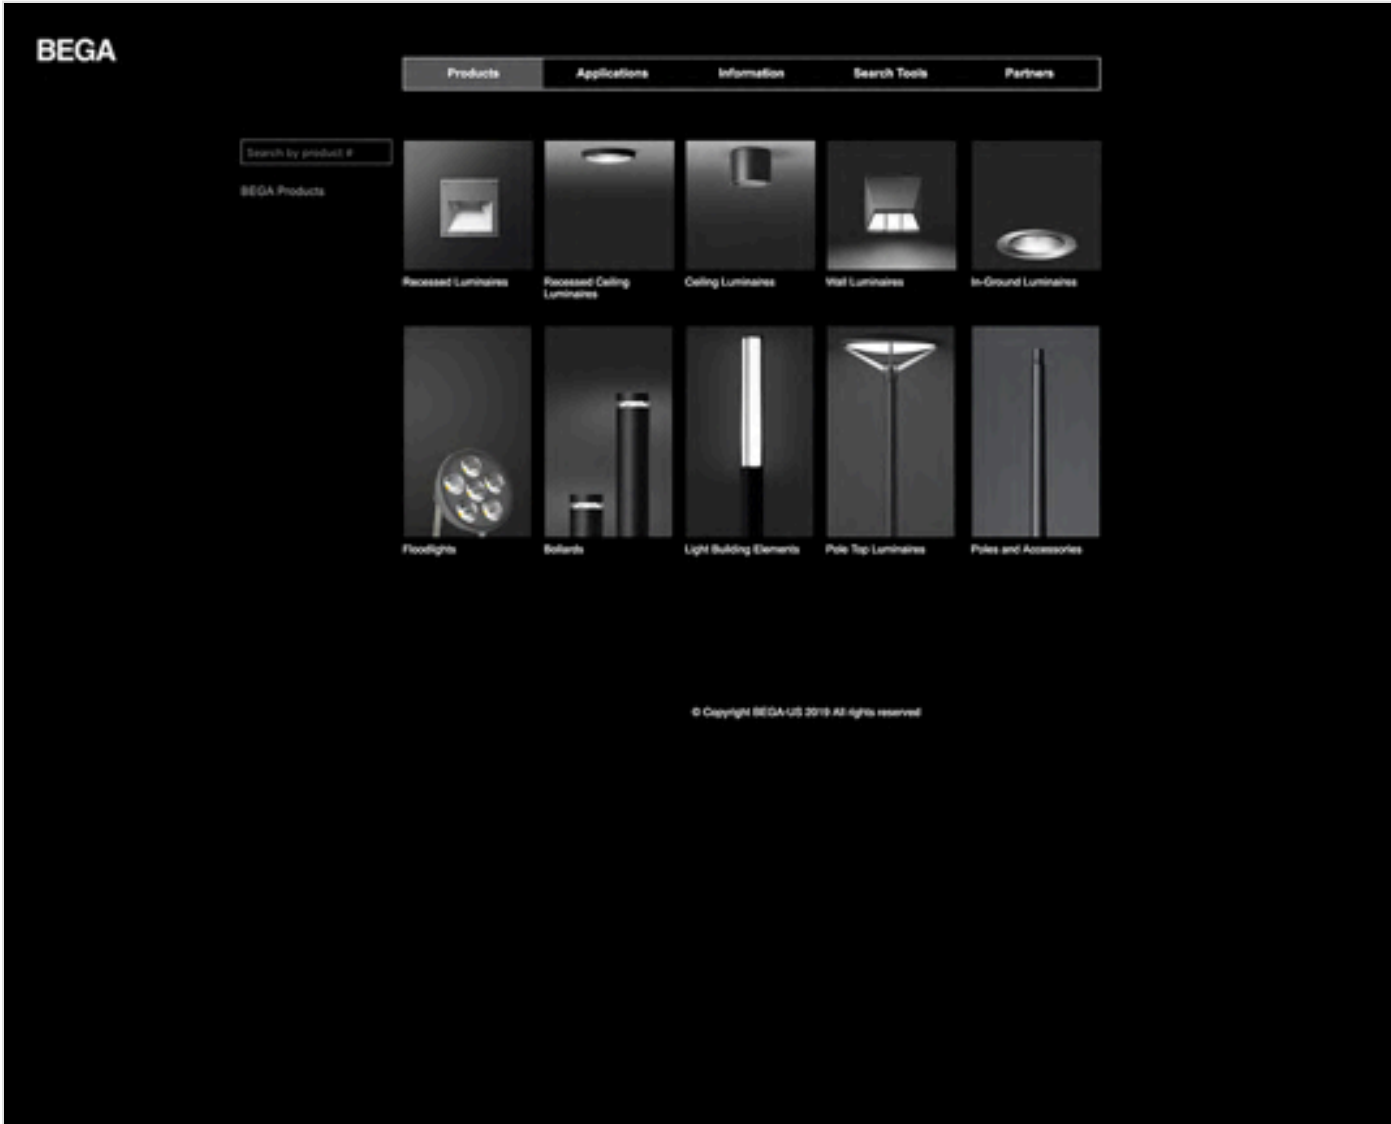 BEGA
Products
Applications
Information
Search Tools
Partners
Search by product #
BEGA Products
Recessed Luminaires
Recessed Ceiling
Luminaires
Ceiling Luminaires
Wall Luminaires
In-Ground Luminaires
Floodlights
Bollards
Light Building Elements
Pole Top Luminaires
Poles and Accessories
© Copyright BEGA-US 2019 All rights reserved